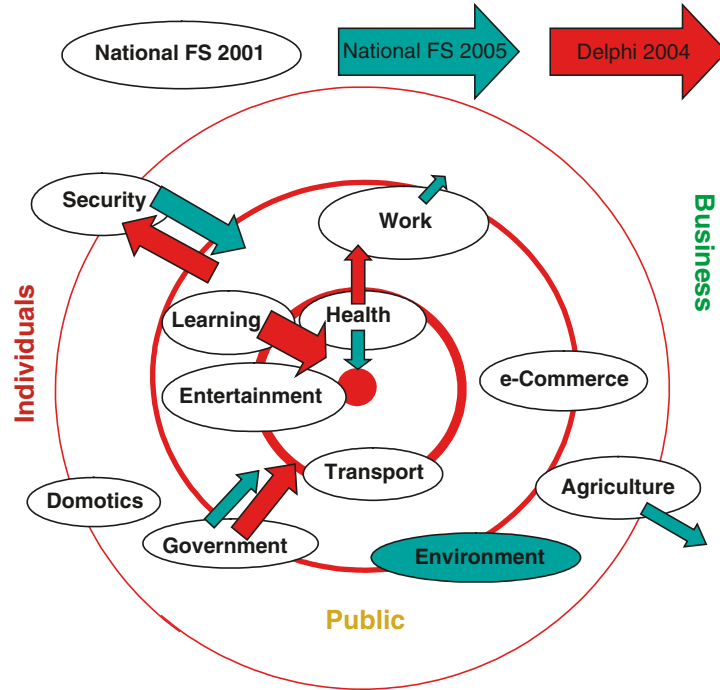 National FS 2001
National FS 2005
Delphi 2004
Security
Work
Business
Individuals
Learning
Health
Entertainment
e-Commerce
Transport
Agriculture
Domotics
Government
Environment
Public